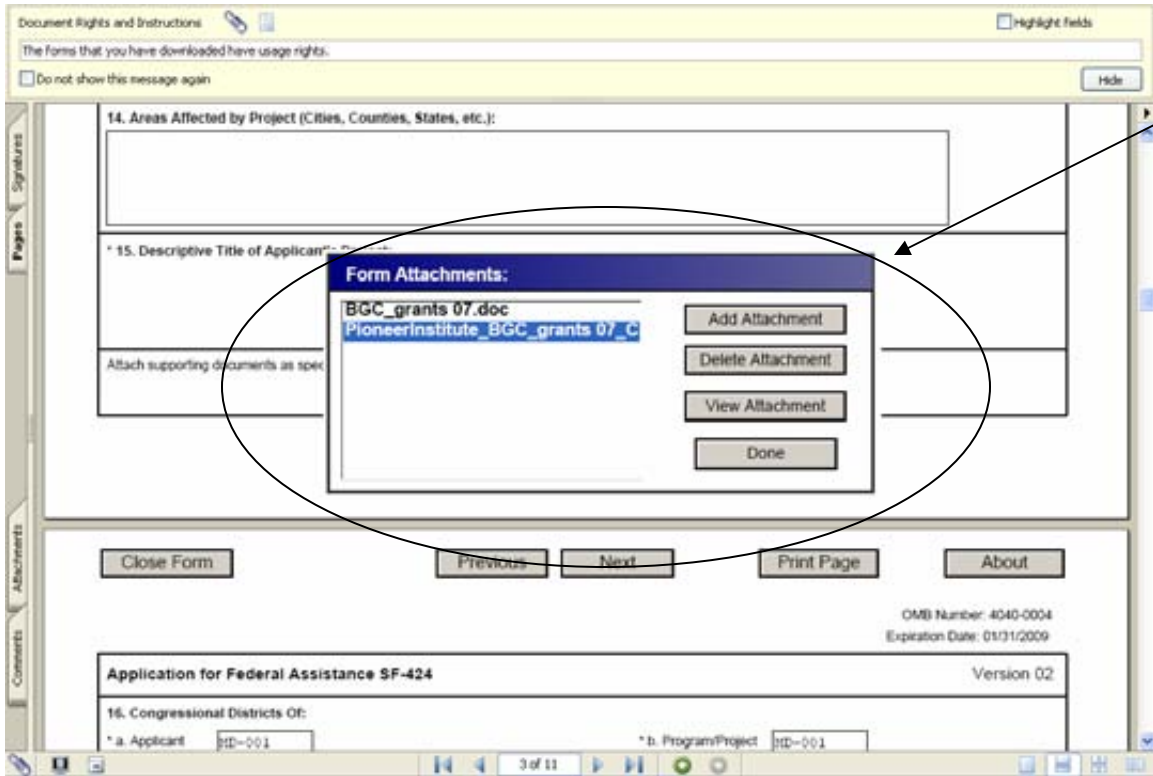 Document Rights and Instructions
Highlight fields
The forms that you have downloaded have usage rights.
Do not show this message again
Hide
Signatures
Pages
Attachments
Comments
14. Areas Affected by Project (Cities, Counties, States, etc.):
* 15. Descriptive Title of Applicant's
Form Attachments:
BGC_grants 07.doc
PioneerInstitute_BGC_grants 07_C
Add Attachment
Delete Attachment
View Attachment
Done
Attach supporting documents as spec
Close Form
Previous
Next
Print Page
About
OMB Number: 4040-0004
Expiration Date: 01/31/2009
Application for Federal Assistance SF-424
Version 02
16. Congressional Districts Of:
* a. Applicant MD-001
* b. Program/Project MD-001
3 of 11